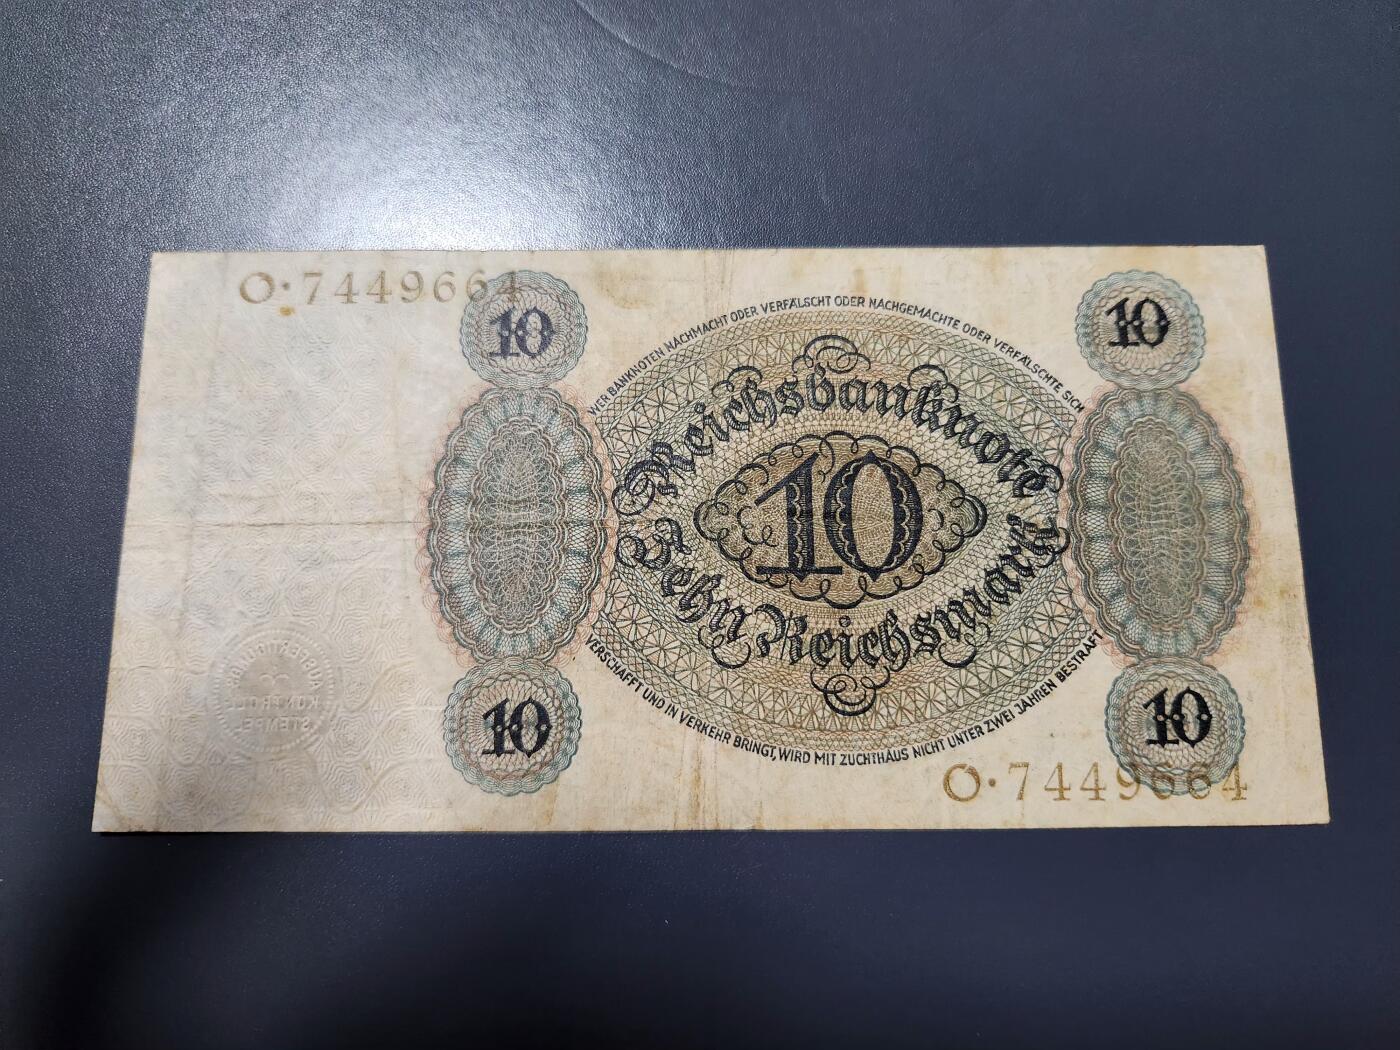 O·7449664
10
10
WER BANKNOTEN NACHMACHT ODER VERFÄLSCHT ODER NACHGEMACHTE ODER VERFÄLSCHTE SICH
Reichsbanknote
10
Zehn Reichsmark
VERSCHAFFT UND IN VERKEHR BRINGT, WIRD MIT ZUCHTHAUS NICHT UNTER ZWEI JAHREN BESTRAFT
10
10
O·7449664